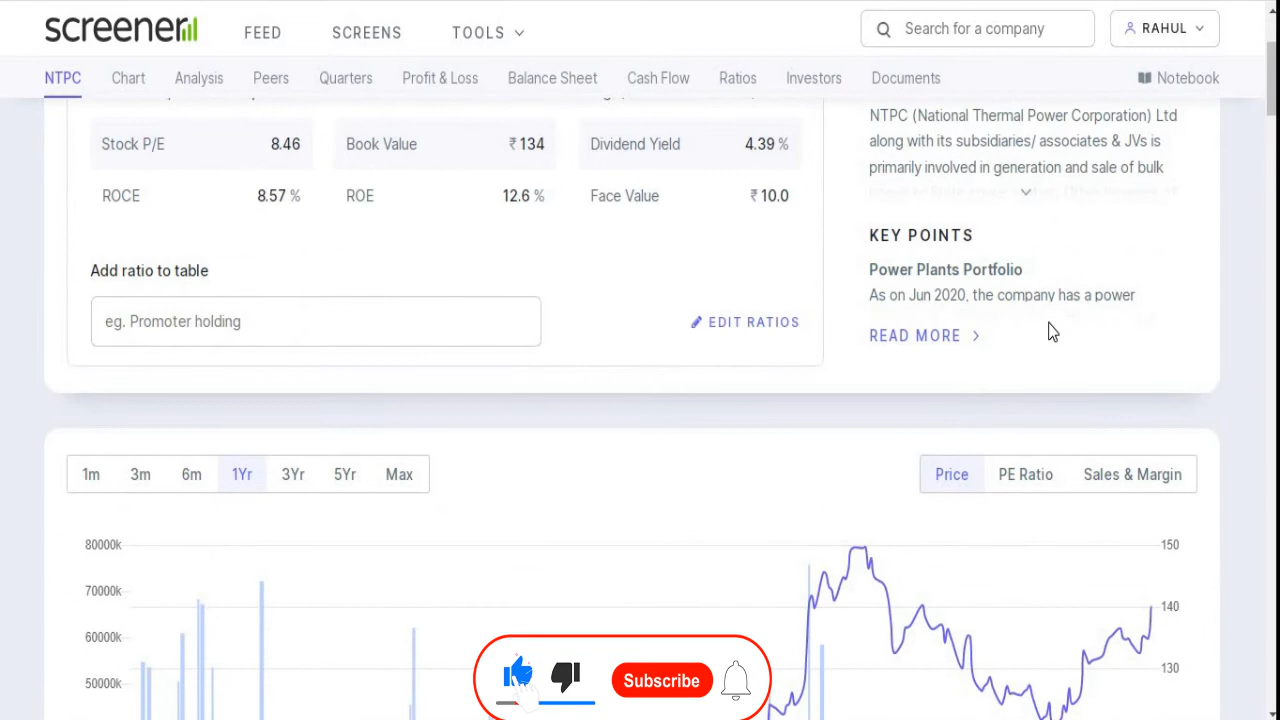 screener FEED SCREENS TOOLS Search for a company RAHUL
NTPC Chart Analysis Peers Quarters Profit & Loss Balance Sheet Cash Flow Ratios Investors Documents Notebook
Stock P/E 8.46 Book Value ₹ 134 Dividend Yield 4.39 %
ROCE 8.57 % ROE 12.6 % Face Value ₹ 10.0
Add ratio to table
eg. Promoter holding EDIT RATIOS
NTPC (National Thermal Power Corporation) Ltd
along with its subsidiaries/ associates & JVs is
primarily involved in generation and sale of bulk
KEY POINTS
Power Plants Portfolio
As on Jun 2020, the company has a power
READ MORE
1m 3m 6m 1Yr 3Yr 5Yr Max
Price PE Ratio Sales & Margin
80000k 150
70000k
140
60000k
130
50000k
Subscribe